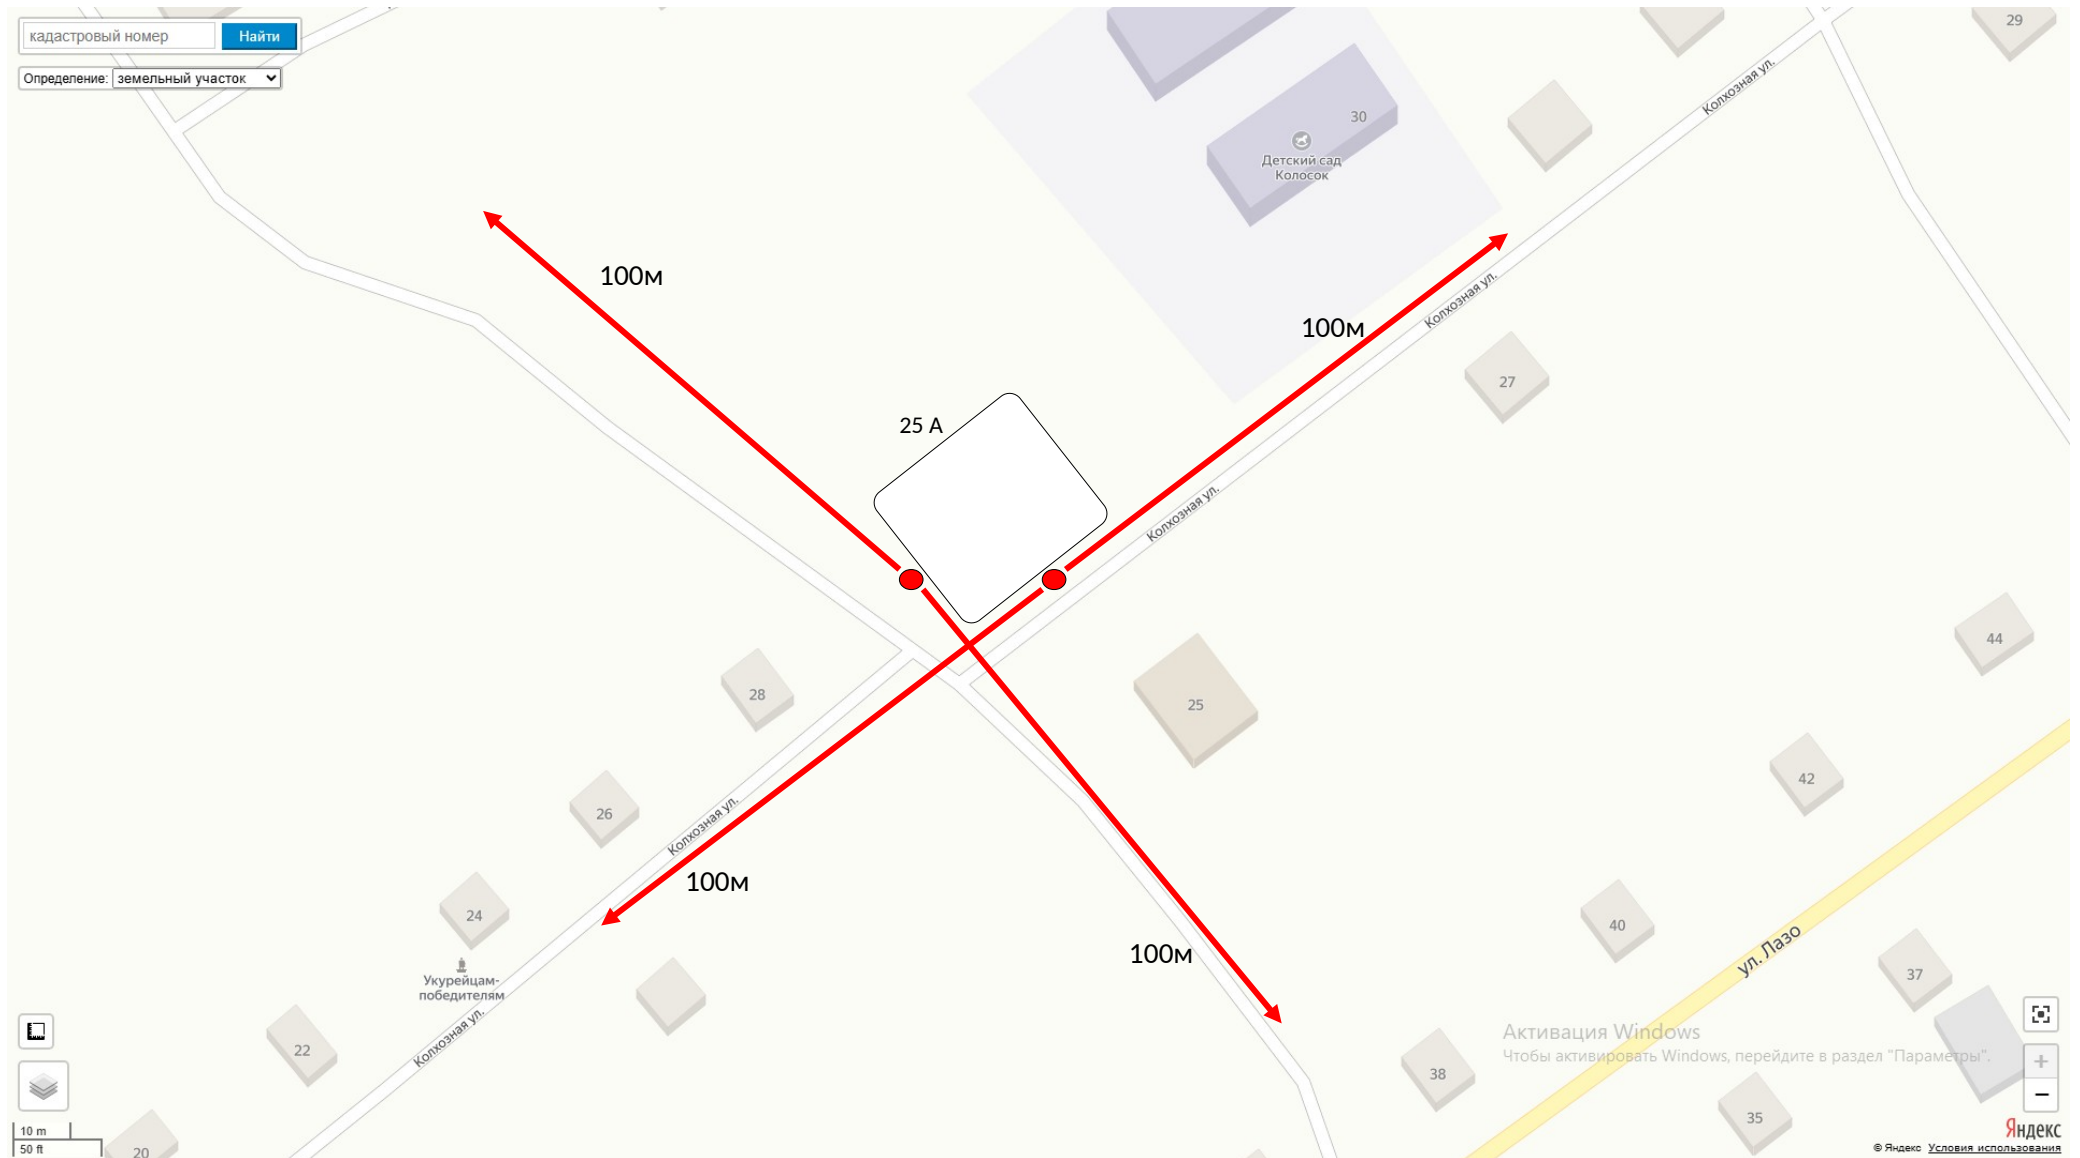 кадастровый номер
Найти
Определение: земельный участок
29
Колхозная ул.
30
Детский сад
Колосок
100м
Колхозная ул.
100м
27
25 А
Колхозная ул.
44
28
25
42
26
Колхозная ул.
100м
24
40
ул. Лазо
100м
37
Укурейцам-
победителям
22
Колхозная ул.
Активация Windows
Чтобы активировать Windows, перейдите в раздел "Параметры".
+
38
−
35
10 m
50 ft
20
Яндекс
© Яндекс Условия использования